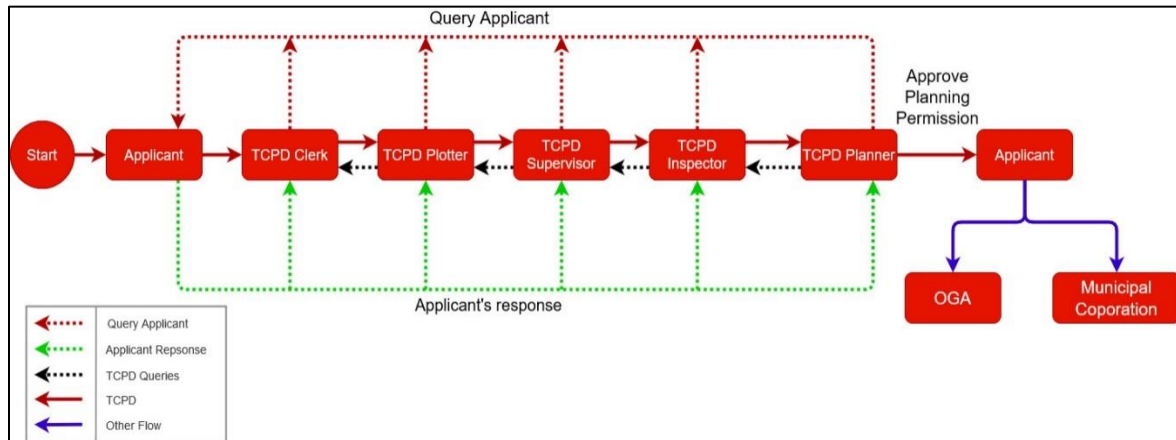 Query Applicant
Approve
Planning
Permission
Start
Applicant
TCPD Clerk
TCPD Plotter
TCPD
Supervisor
TCPD
Inspector
TCPD Planner
Applicant
OGA
Municipal
Coporation
Applicant's response
Query Applicant
Applicant Repsonse
TCPD Queries
TCPD
Other Flow